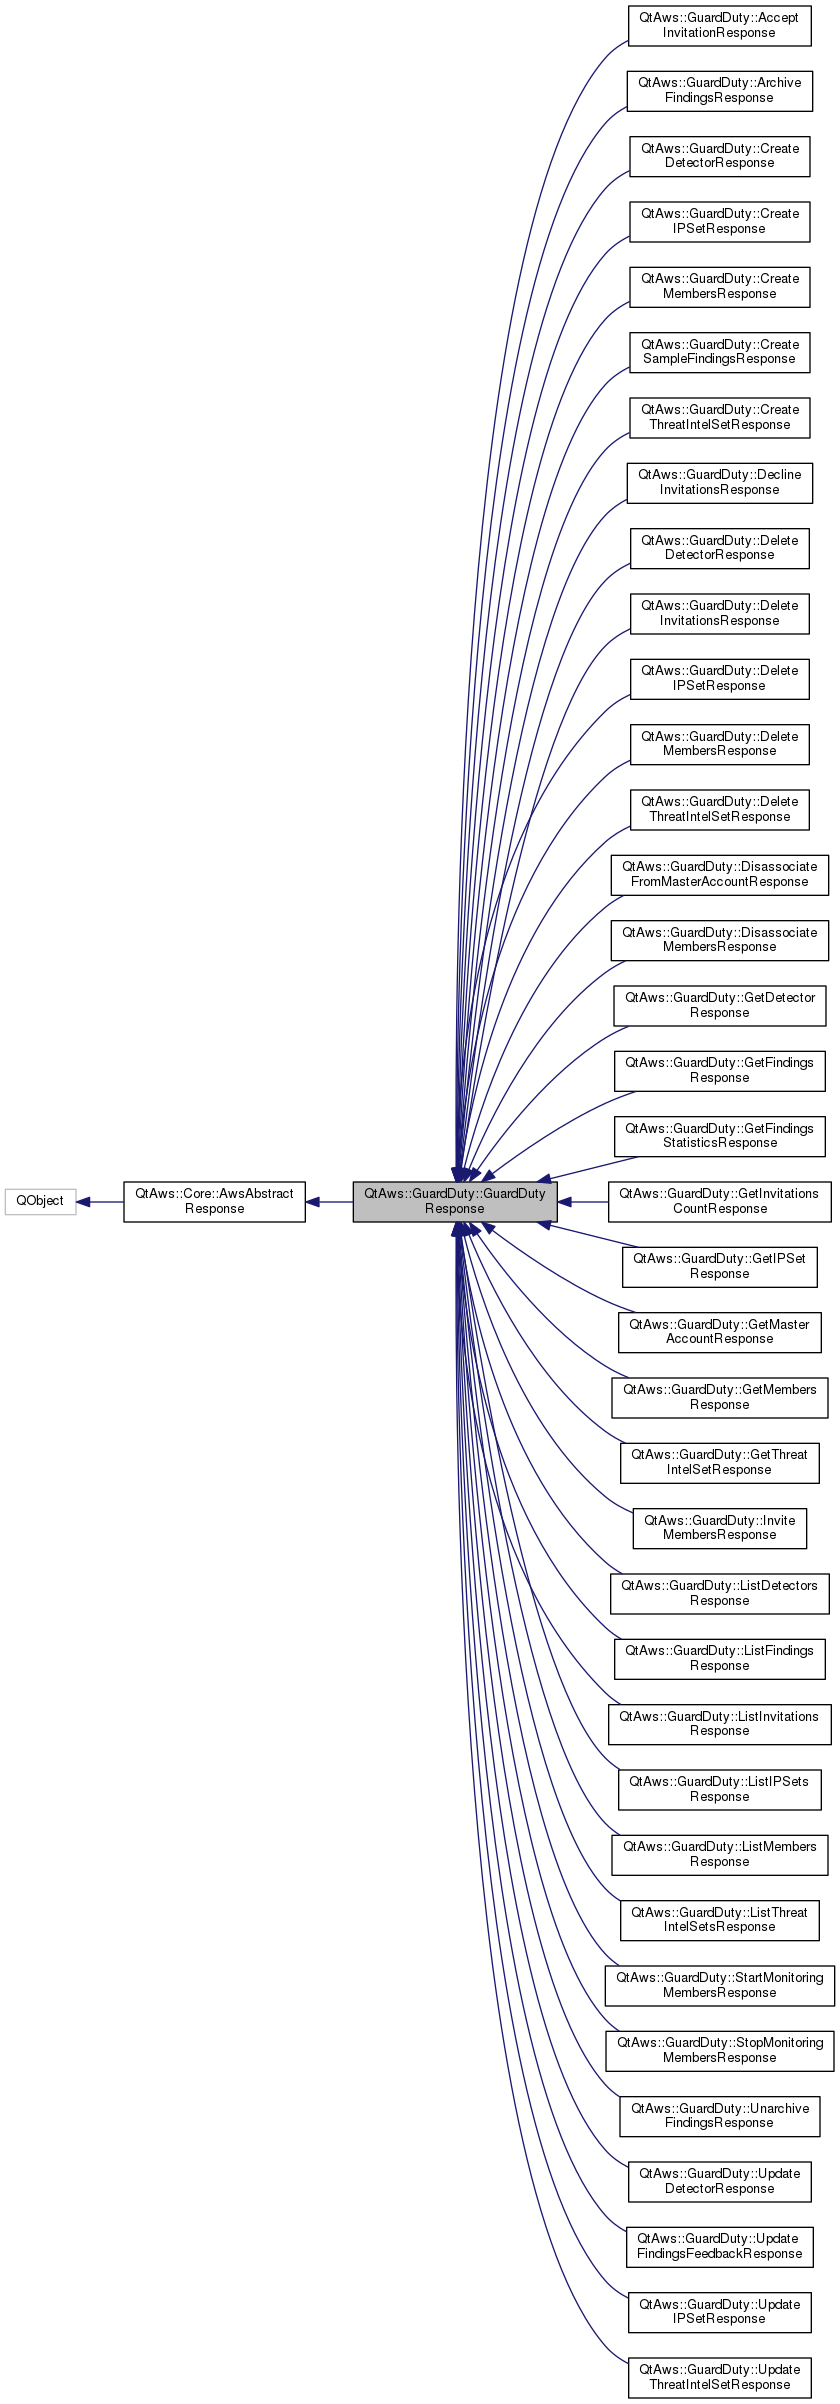 QtAws::GuardDuty::Accept
InvitationResponse
QtAws::GuardDuty::Archive
FindingsResponse
QtAws::GuardDuty::Create
DetectorResponse
QtAws::GuardDuty::Create
IPSetResponse
QtAws::GuardDuty::Create
MembersResponse
QtAws::GuardDuty::Create
SampleFindingsResponse
QtAws::GuardDuty::Create
ThreatIntelSetResponse
QtAws::GuardDuty::Decline
InvitationsResponse
QtAws::GuardDuty::Delete
DetectorResponse
QtAws::GuardDuty::Delete
InvitationsResponse
QtAws::GuardDuty::Delete
IPSetResponse
QtAws::GuardDuty::Delete
MembersResponse
QtAws::GuardDuty::Delete
ThreatIntelSetResponse
QtAws::GuardDuty::Disassociate
FromMasterAccountResponse
QtAws::GuardDuty::Disassociate
MembersResponse
QtAws::GuardDuty::GetDetector
Response
QtAws::GuardDuty::GetFindings
Response
QtAws::GuardDuty::GetFindings
StatisticsResponse
QObject
QtAws::Core::AwsAbstract
Response
QtAws::GuardDuty::GuardDuty
Response
QtAws::GuardDuty::GetInvitations
CountResponse
QtAws::GuardDuty::GetIPSet
Response
QtAws::GuardDuty::GetMaster
AccountResponse
QtAws::GuardDuty::GetMembers
Response
QtAws::GuardDuty::GetThreat
IntelSetResponse
QtAws::GuardDuty::Invite
MembersResponse
QtAws::GuardDuty::ListDetectors
Response
QtAws::GuardDuty::ListFindings
Response
QtAws::GuardDuty::ListInvitations
Response
QtAws::GuardDuty::ListIPSets
Response
QtAws::GuardDuty::ListMembers
Response
QtAws::GuardDuty::ListThreat
IntelSetsResponse
QtAws::GuardDuty::StartMonitoring
MembersResponse
QtAws::GuardDuty::StopMonitoring
MembersResponse
QtAws::GuardDuty::Unarchive
FindingsResponse
QtAws::GuardDuty::Update
DetectorResponse
QtAws::GuardDuty::Update
FindingsFeedbackResponse
QtAws::GuardDuty::Update
IPSetResponse
QtAws::GuardDuty::Update
ThreatIntelSetResponse